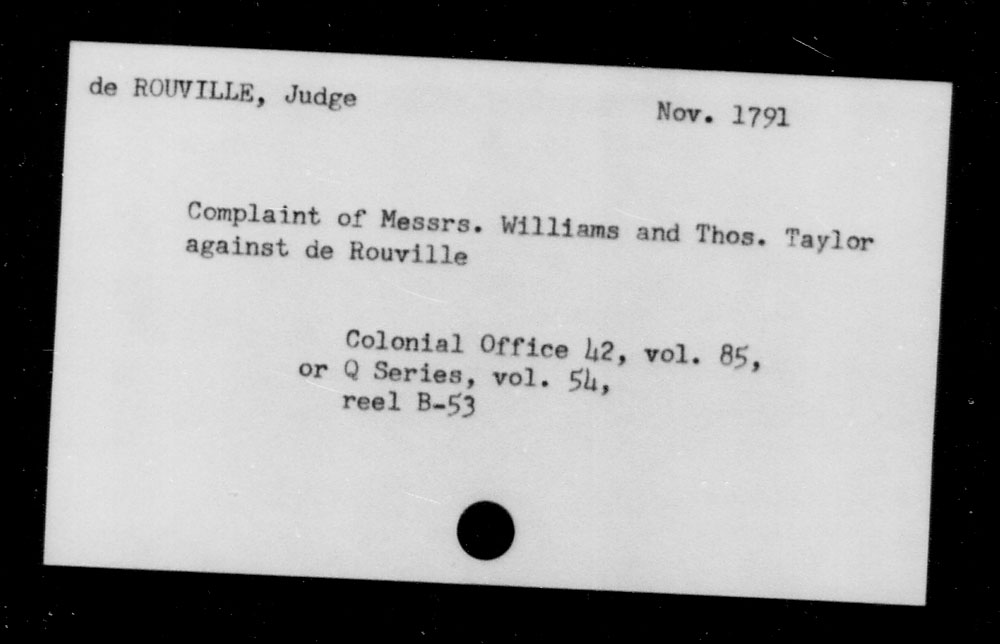 de ROUVILLE, Judge
Nov. 1791
Complaint of Messrs. Williams and Thos. Taylor
against de Rouville
Colonial Office 42, vol. 85,
or Q Series, vol. 54,
reel B-53